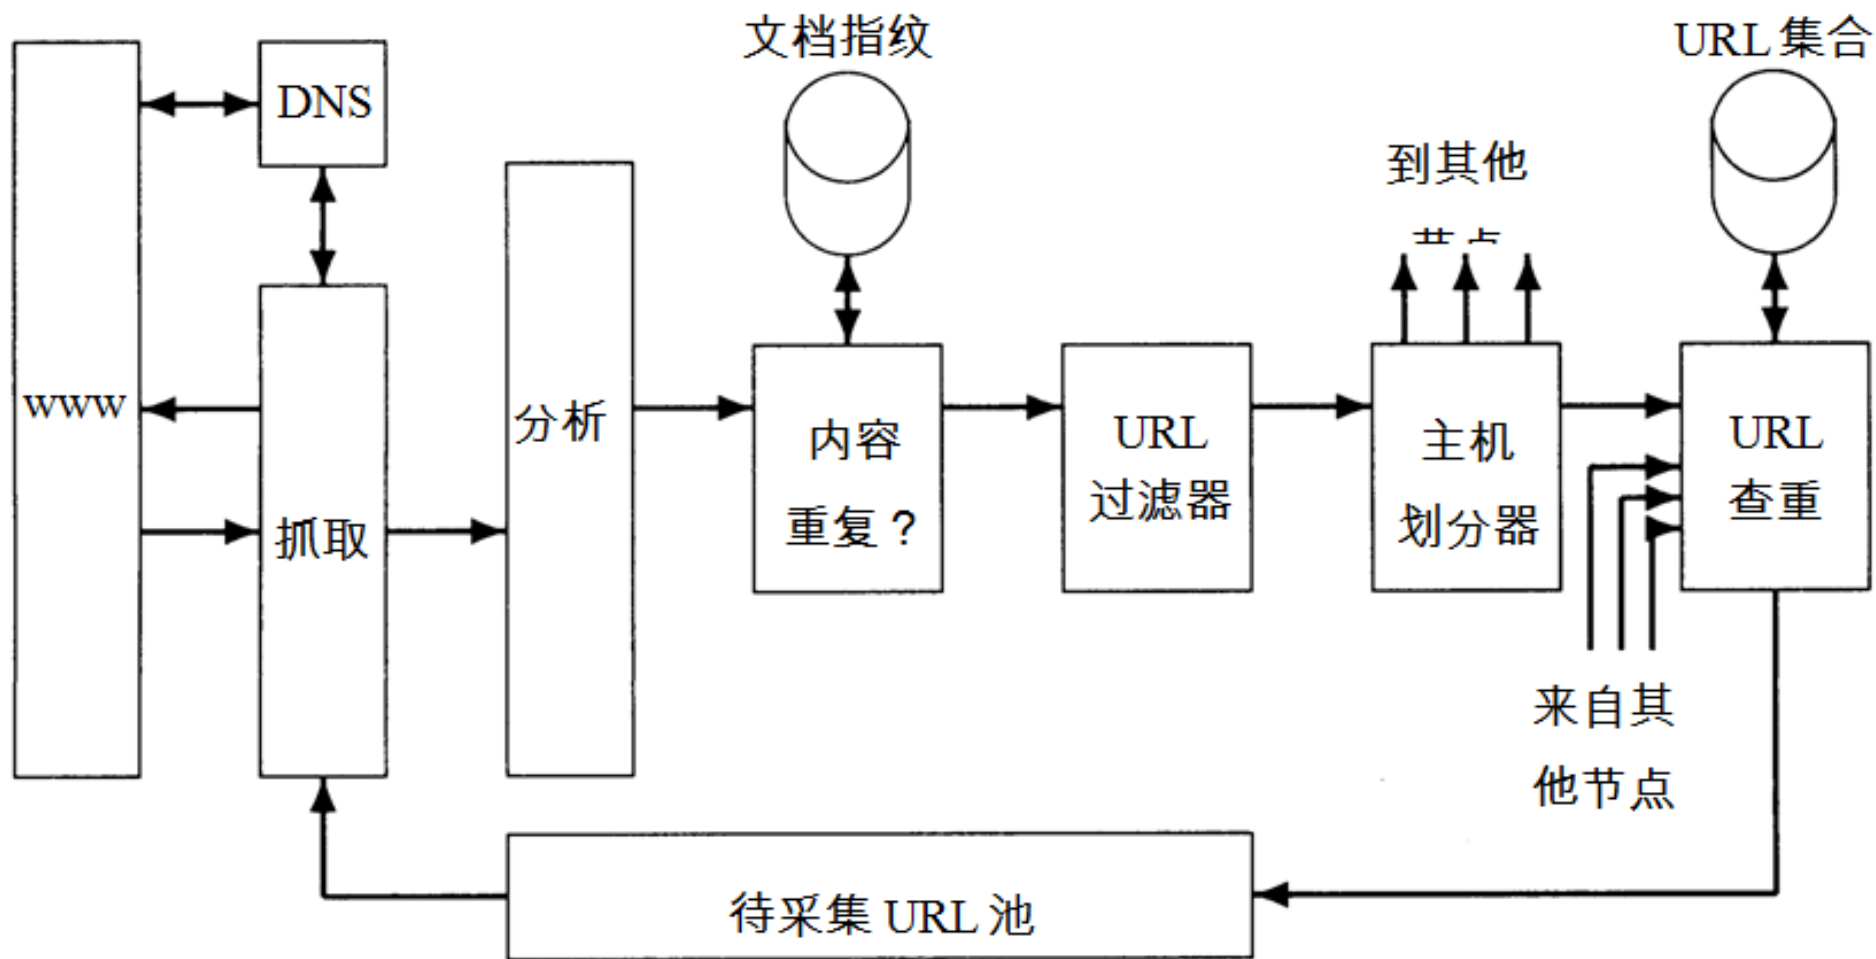 文档指纹
URL 集合
DNS
到其他
节点
www
抓取
分析
内容
重复？
URL
过滤器
主机
划分器
URL
查重
来自其
他节点
待采集 URL 池